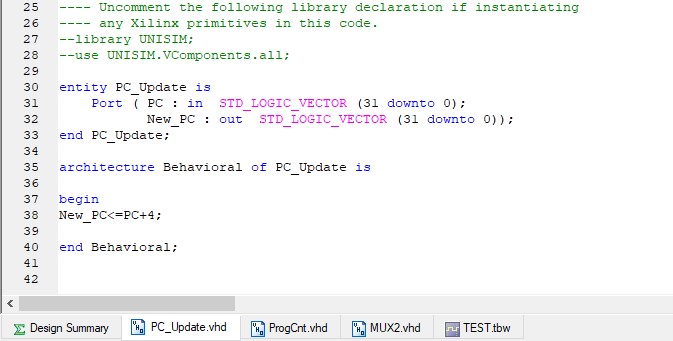 25 ---- Uncomment the following library declaration if instantiating
26 ---- any Xilinx primitives in this code.
27 --library UNISIM;
28 --use UNISIM.VComponents.all;
29
30 entity PC_Update is
31     Port ( PC : in  STD_LOGIC_VECTOR (31 downto 0);
32            New_PC : out  STD_LOGIC_VECTOR (31 downto 0));
33 end PC_Update;
34
35 architecture Behavioral of PC_Update is
36
37 begin
38 New_PC<=PC+4;
39
40 end Behavioral;
41
42
Design Summary PC_Update.vhd ProgCnt.vhd MUX2.vhd TEST.tbw